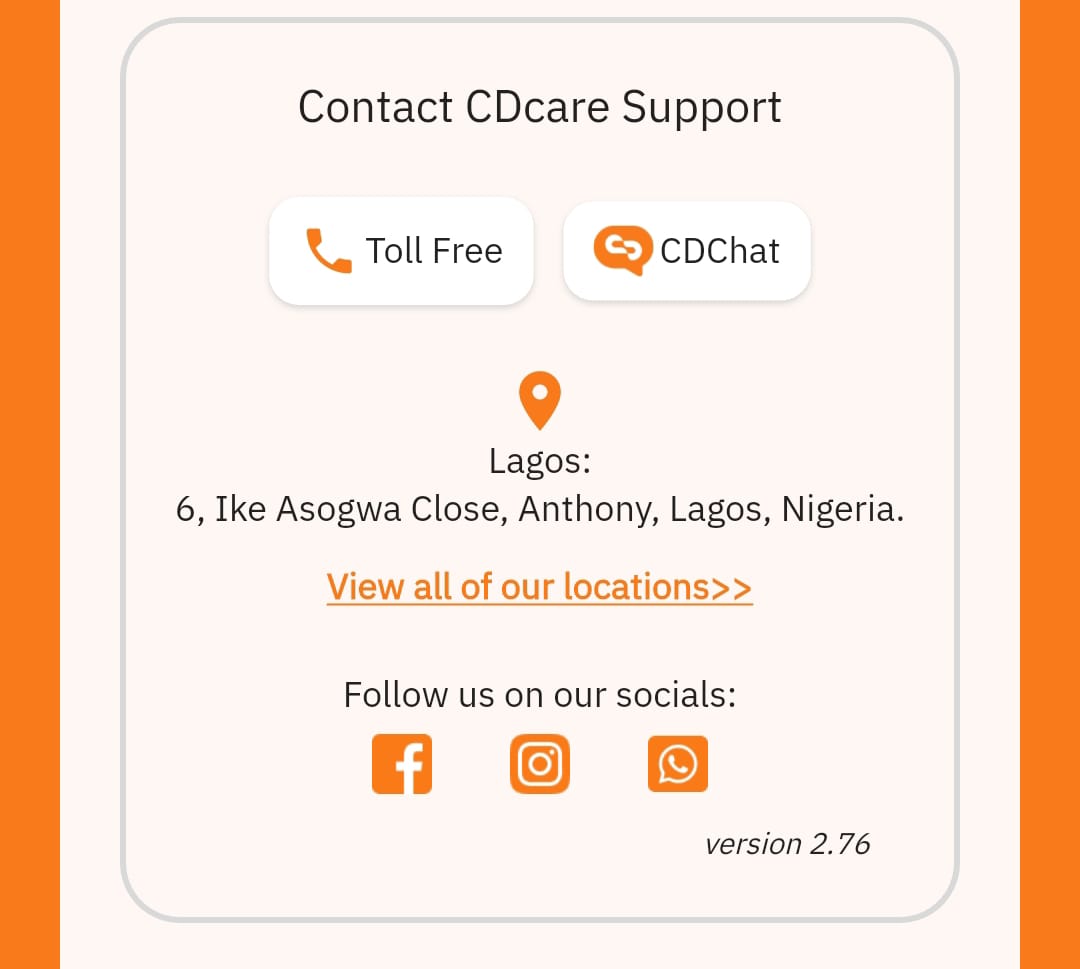 Contact CDcare Support
Toll Free
CDChat
Lagos:
6, Ike Asogwa Close, Anthony, Lagos, Nigeria.
View all of our locations>>
Follow us on our socials:
version 2.76